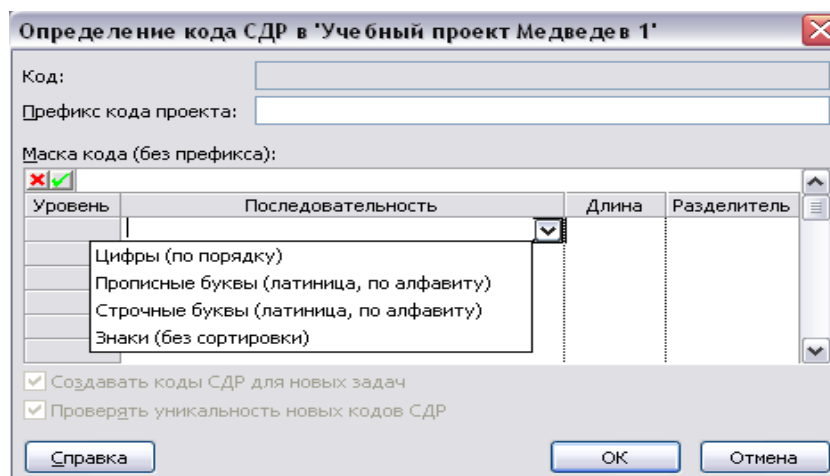 Определение кода СДР в 'Учебный проект Медведев 1'
Код:
Префикс кода проекта:
Маска кода (без префикса):
Уровень Последовательность Длина Разделитель
Цифры (по порядку)
Прописные буквы (латиница, по алфавиту)
Строчные буквы (латиница, по алфавиту)
Знаки (без сортировки)
Создавать коды СДР для новых задач
Проверять уникальность новых кодов СДР
Справка ОК Отмена